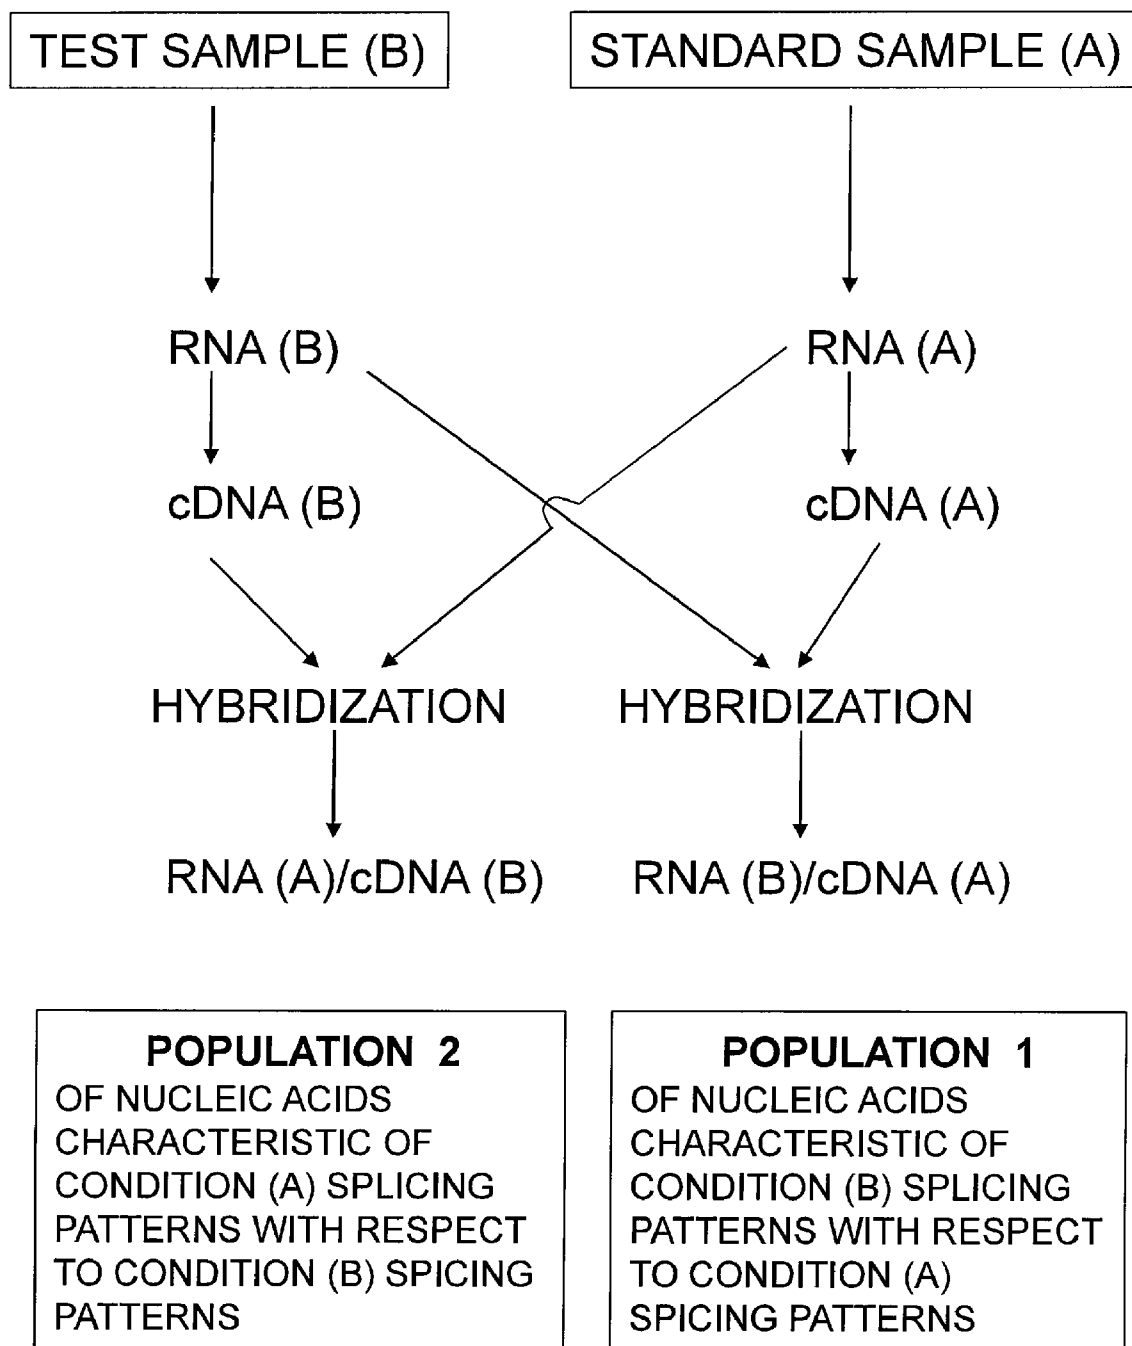 TEST SAMPLE (B)
STANDARD SAMPLE (A)
RNA (B)
RNA (A)
cDNA (B)
cDNA (A)
HYBRIDIZATION
HYBRIDIZATION
RNA (A)/cDNA (B)
RNA (B)/cDNA (A)
POPULATION 2
OF NUCLEIC ACIDS
CHARACTERISTIC OF
CONDITION (A) SPLICING
PATTERNS WITH RESPECT
TO CONDITION (B) SPICING
PATTERNS
POPULATION 1
OF NUCLEIC ACIDS
CHARACTERISTIC OF
CONDITION (B) SPLICING
PATTERNS WITH RESPECT
TO CONDITION (A)
SPICING PATTERNS